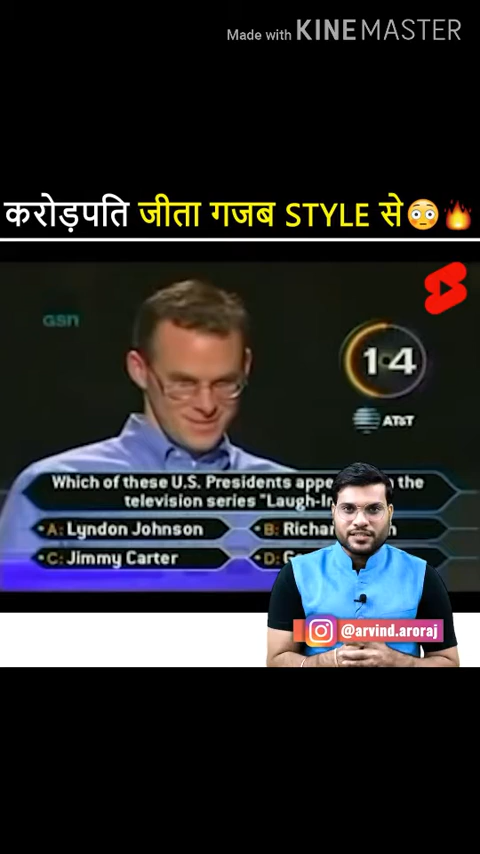 Made with KINEMASTER
करोड़पति जीता गजब STYLE से😳🔥
GSN
14
AT&T
Which of these U.S. Presidents appe the
television series "Laugh-In
A: Lyndon Johnson
B: Richar
C: Jimmy Carter
D: G
@arvind.aroraj